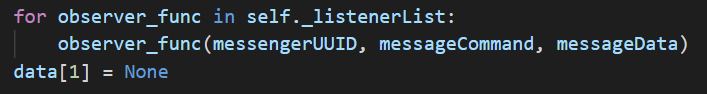 for observer_func in self._listenerList:
    observer_func(messengerUUID, messageCommand, messageData)
data[1] = None